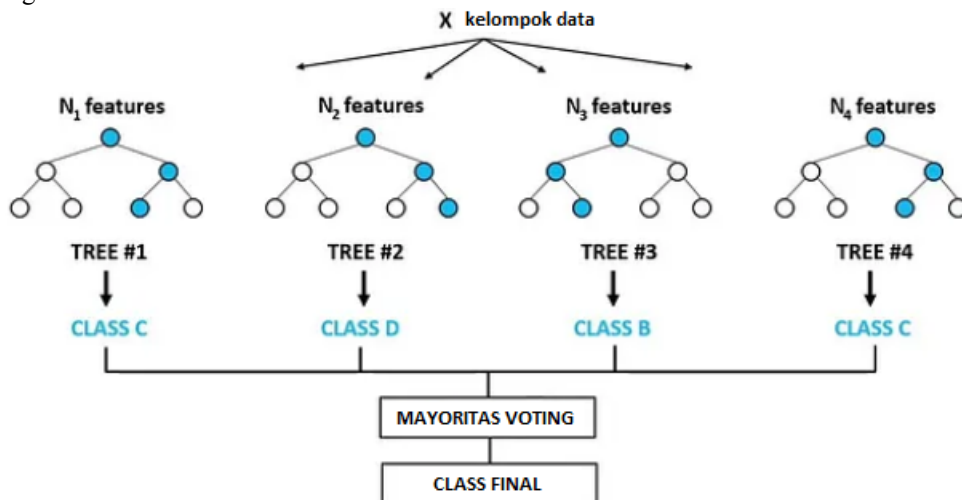 X kelompok data
N₁ features N₂ features N₃ features N₄ features
TREE #1 TREE #2 TREE #3 TREE #4
CLASS C CLASS D CLASS B CLASS C
MAYORITAS VOTING
CLASS FINAL